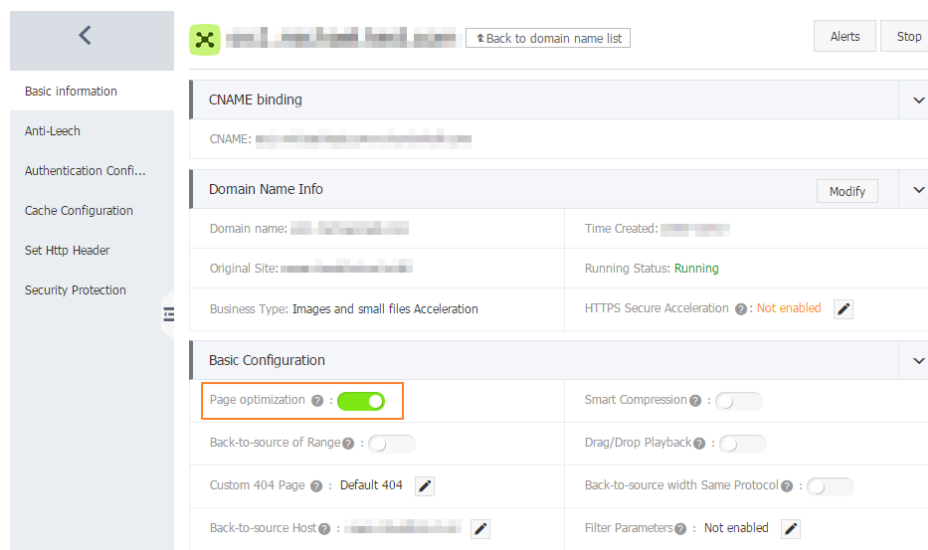 Back to domain name list
Alerts
Stop
Basic information
Anti-Leech
Authentication Confi...
Cache Configuration
Set Http Header
Security Protection
CNAME binding
CNAME:
Domain Name Info
Modify
Domain name:
Time Created:
Original Site:
Running Status: Running
Business Type: Images and small files Acceleration
HTTPS Secure Acceleration ? : Not enabled
Basic Configuration
Page optimization ? :
Smart Compression ? :
Back-to-source of Range ? :
Drag/Drop Playback ? :
Custom 404 Page ? : Default 404
Back-to-source width Same Protocol ? :
Back-to-source Host ? :
Filter Parameters ? : Not enabled